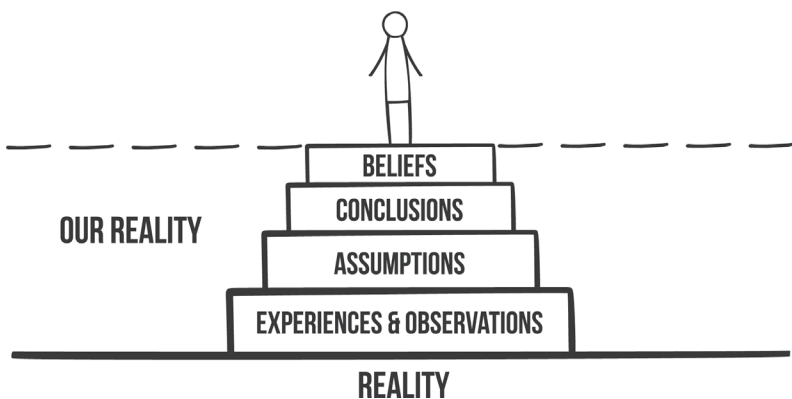 BELIEFS
CONCLUSIONS
OUR REALITY
ASSUMPTIONS
EXPERIENCES & OBSERVATIONS
REALITY